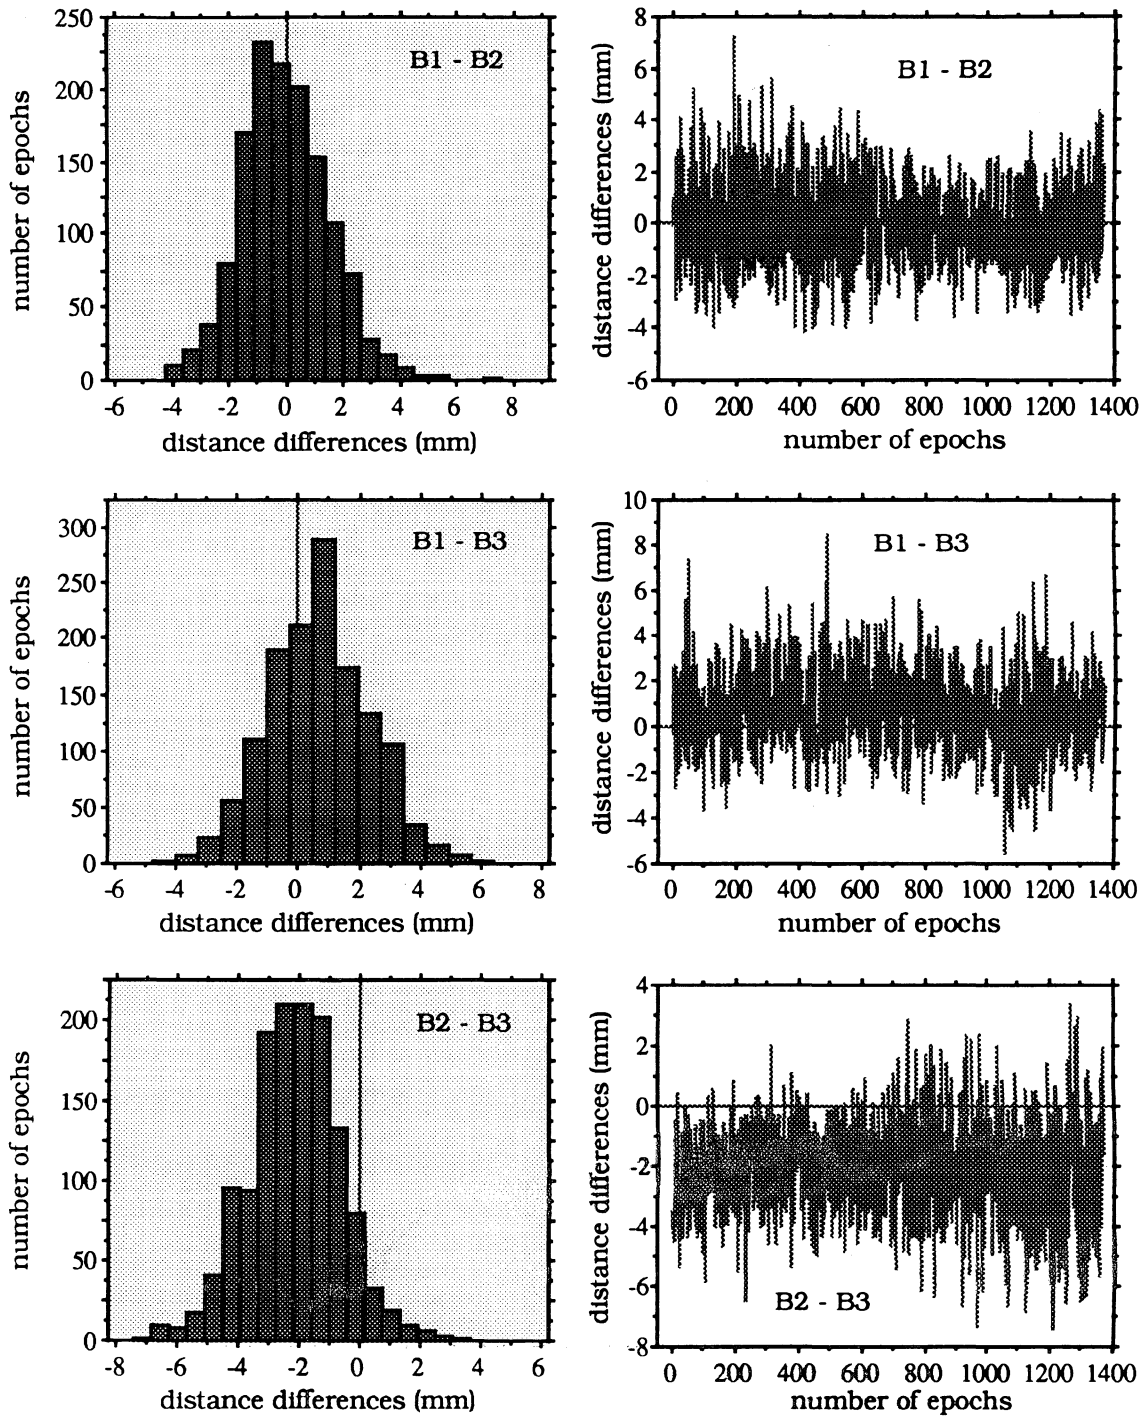 250
200
150
100
50
0
number of epochs
B1 - B2
-6 -4 -2 0 2 4 6 8
distance differences (mm)
8
6
4
2
0
-2
-4
-6
distance differences (mm)
B1 - B2
0 200 400 600 800 1000 1200 1400
number of epochs
300
250
200
150
100
50
0
number of epochs
B1 - B3
-6 -4 -2 0 2 4 6 8
distance differences (mm)
10
8
6
4
2
0
-2
-4
-6
distance differences (mm)
B1 - B3
0 200 400 600 800 1000 1200 1400
number of epochs
200
150
100
50
0
number of epochs
B2 - B3
-8 -6 -4 -2 0 2 4 6
distance differences (mm)
4
2
0
-2
-4
-6
-8
distance differences (mm)
B2 - B3
0 200 400 600 800 1000 1200 1400
number of epochs